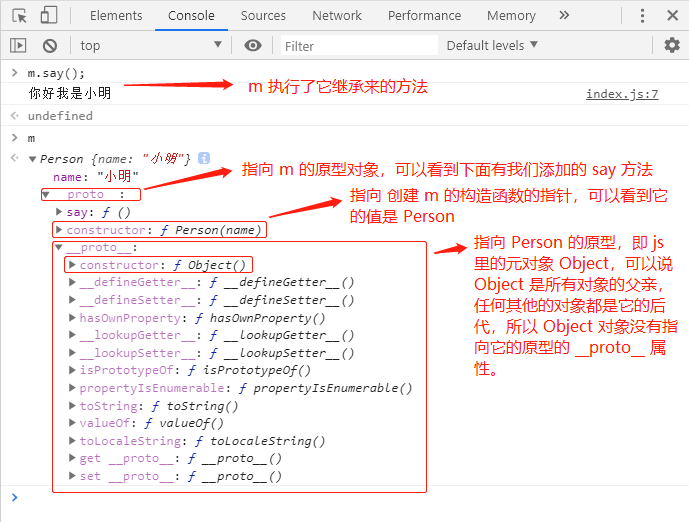 Elements Console Sources Network Performance Memory »
top Filter Default levels
m.say();
你好我是小明 index.js:7
m 执行了它继承来的方法
undefined
m
Person {name: "小明"} i
name: "小明"
指向 m 的原型对象，可以看到下面有我们添加的 say 方法
__proto__:
say: ƒ ()
constructor: ƒ Person(name)
指向 创建 m 的构造函数的指针，可以看到它
的值是 Person
__proto__:
constructor: ƒ Object()
__defineGetter__: ƒ __defineGetter__()
__defineSetter__: ƒ __defineSetter__()
hasOwnProperty: ƒ hasOwnProperty()
__lookupGetter__: ƒ __lookupGetter__()
__lookupSetter__: ƒ __lookupSetter__()
isPrototypeOf: ƒ isPrototypeOf()
propertyIsEnumerable: ƒ propertyIsEnumerable()
toString: ƒ toString()
valueOf: ƒ valueOf()
toLocaleString: ƒ toLocaleString()
get __proto__: ƒ __proto__()
set __proto__: ƒ __proto__()
指向 Person 的原型，即 js
里的元对象 Object，可以说
Object 是所有对象的父亲，
任何其他的对象都是它的后
代，所以 Object 对象没有指
向它的原型的 __proto__ 属
性。